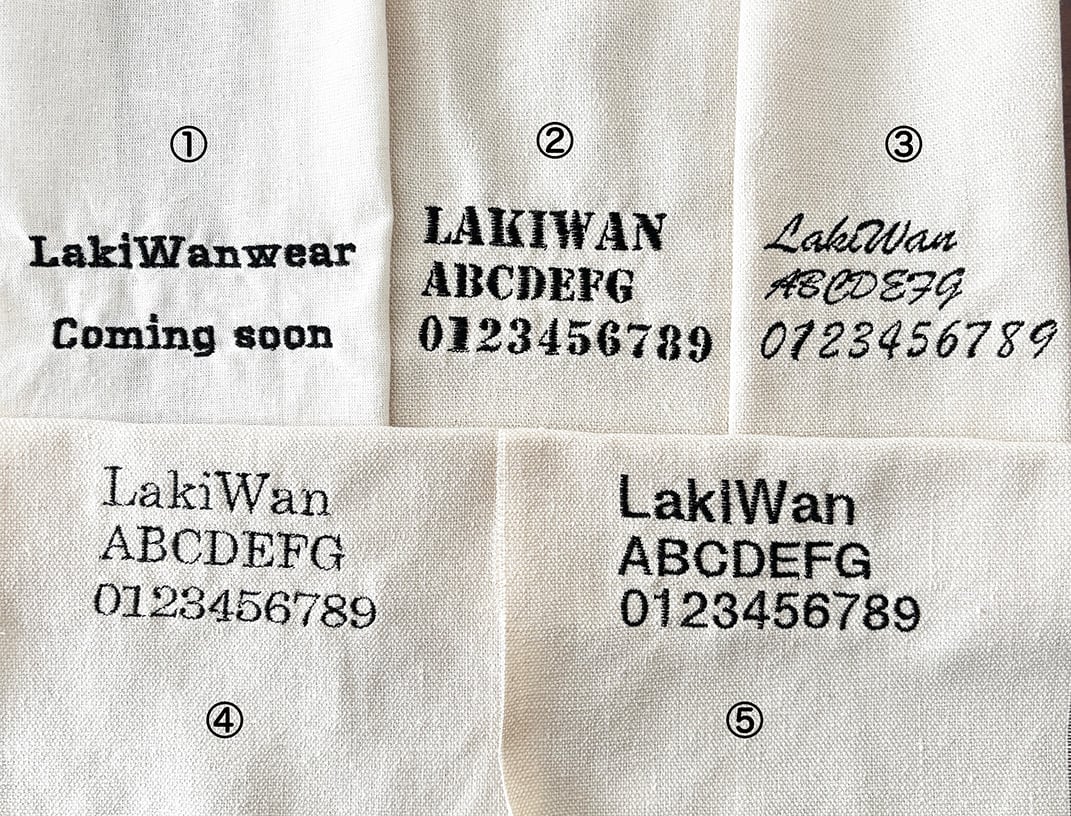 ①
LakiWanwear
Coming soon
②
LAKIWAN
ABCDEFG
0123456789
③
LakiWan
ABCDEFG
0123456789
LakiWan
ABCDEFG
0123456789
④
LakIWan
ABCDEFG
0123456789
⑤